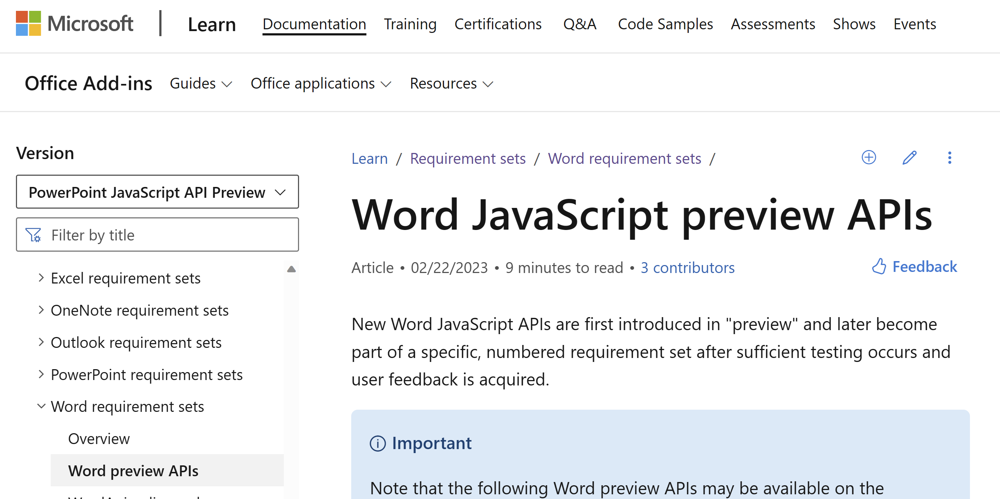 Microsoft | Learn Documentation Training Certifications Q&A Code Samples Assessments Shows Events
Office Add-ins Guides Office applications Resources
Version
PowerPoint JavaScript API Preview
Filter by title
Excel requirement sets
OneNote requirement sets
Outlook requirement sets
PowerPoint requirement sets
Word requirement sets
Overview
Word preview APIs
Learn / Requirement sets / Word requirement sets /
Word JavaScript preview APIs
Article • 02/22/2023 • 9 minutes to read • 3 contributors
Feedback
New Word JavaScript APIs are first introduced in "preview" and later become
part of a specific, numbered requirement set after sufficient testing occurs and
user feedback is acquired.
Important
Note that the following Word preview APIs may be available on the